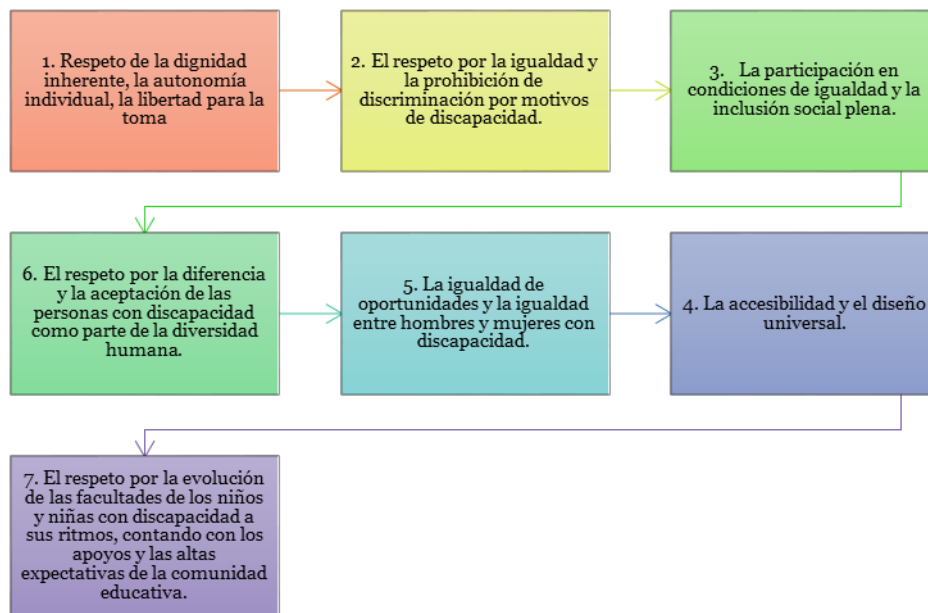 1. Respeto de la dignidad
inherente, la autonomía
individual, la libertad para la
toma
2. El respeto por la igualdad y
la prohibición de
discriminación por motivos
de discapacidad.
3. La participación en
condiciones de igualdad y la
inclusión social plena.
6. El respeto por la diferencia
y la aceptación de las
personas con discapacidad
como parte de la diversidad
humana.
5. La igualdad de
oportunidades y la igualdad
entre hombres y mujeres con
discapacidad.
4. La accesibilidad y el diseño
universal.
7. El respeto por la evolución
de las facultades de los niños
y niñas con discapacidad a
sus ritmos, contando con los
apoyos y las altas
expectativas de la comunidad
educativa.